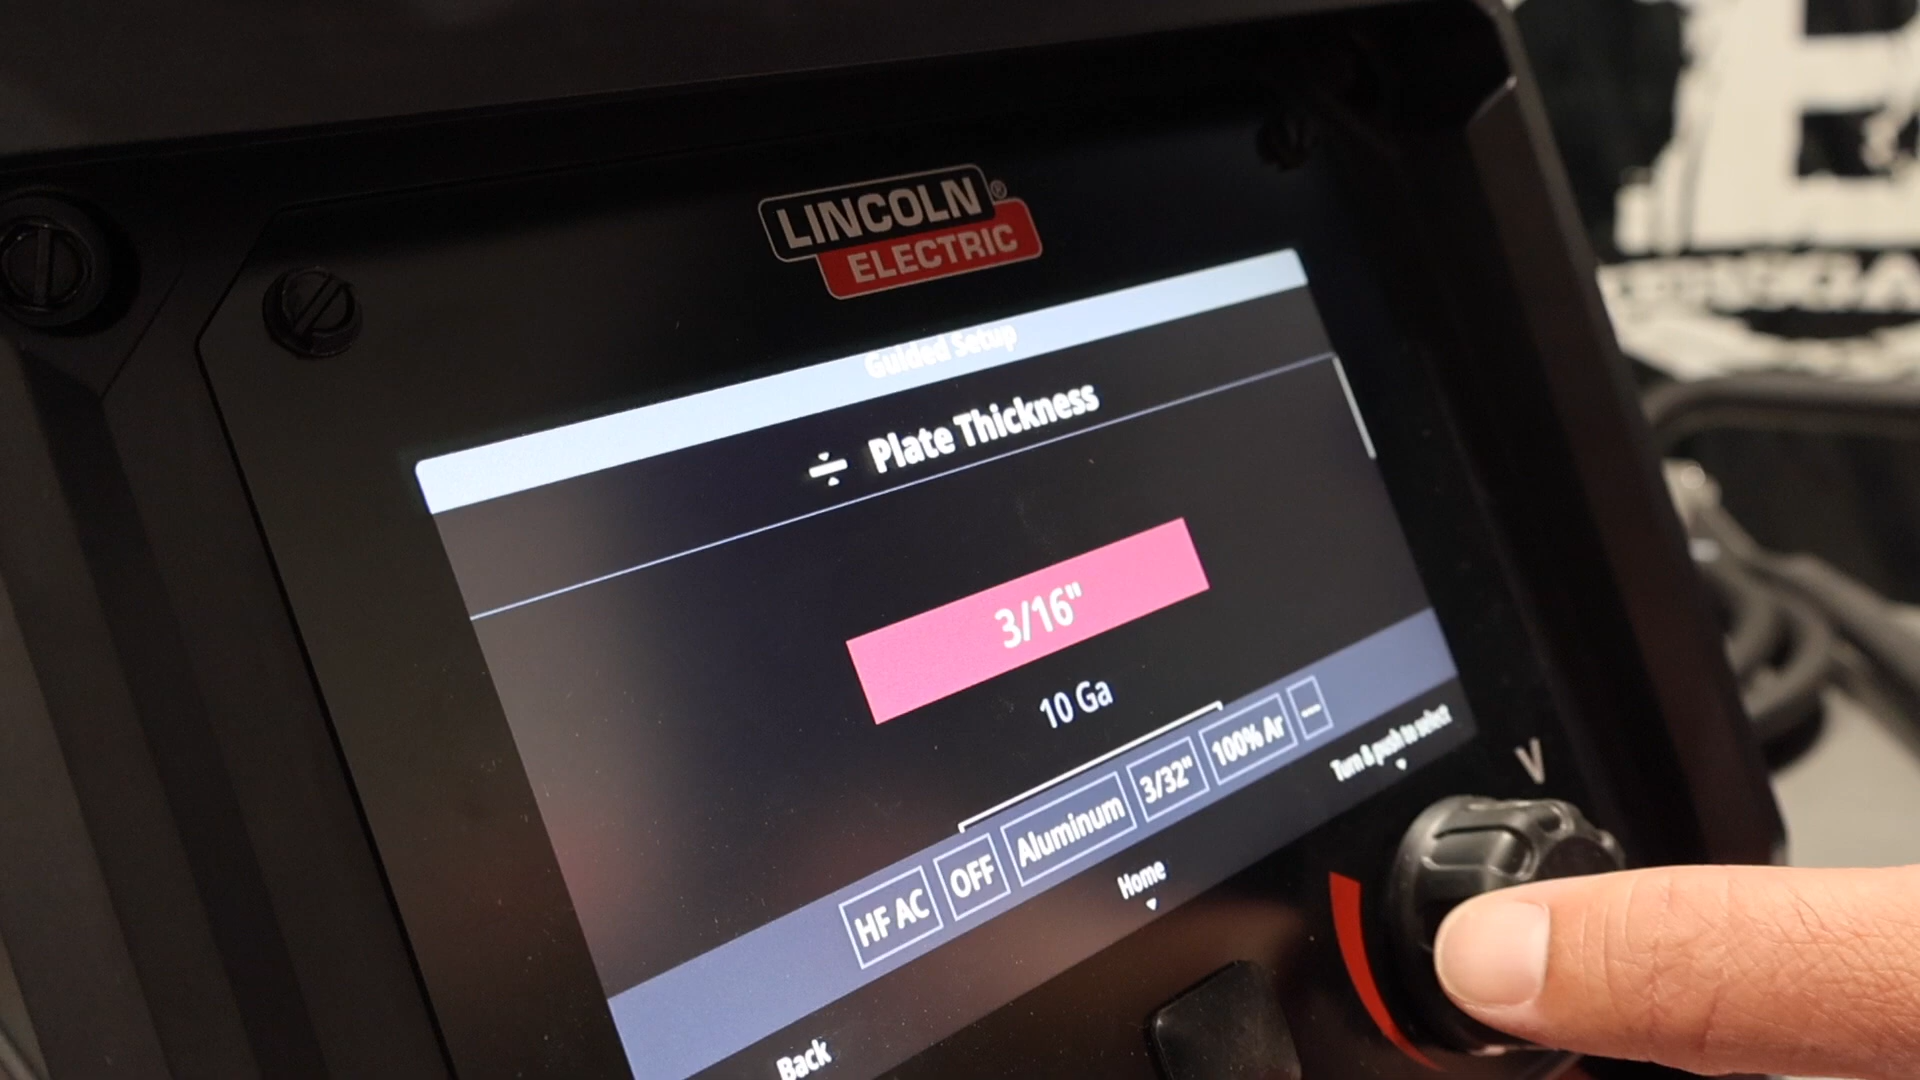 LINCOLN ®
ELECTRIC
Guided Setup
Plate Thickness
3/16"
10 Ga
HF AC OFF Aluminum 3/32" 100% Ar ---
Turn & push to select
Home
Back
V